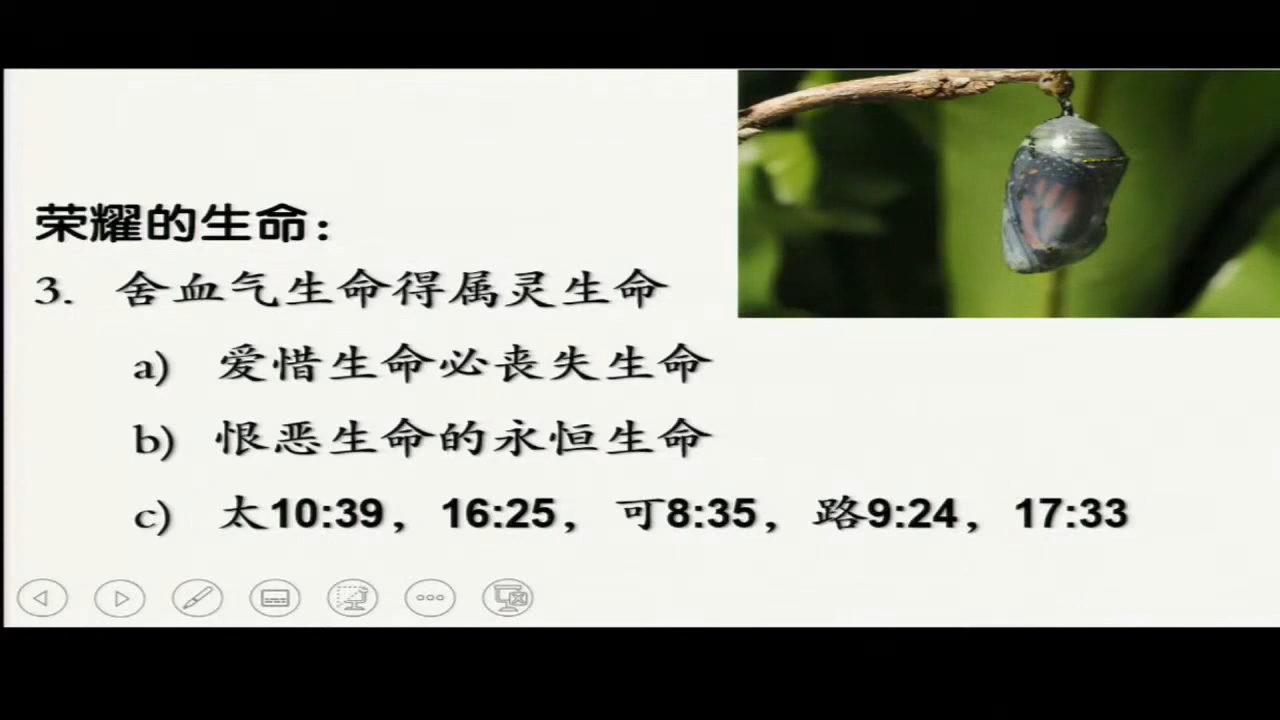 荣耀的生命：
3. 舍血气生命得属灵生命
a) 爱惜生命必丧失生命
b) 恨恶生命的永恒生命
c) 太10:39，16:25，可8:35，路9:24，17:33